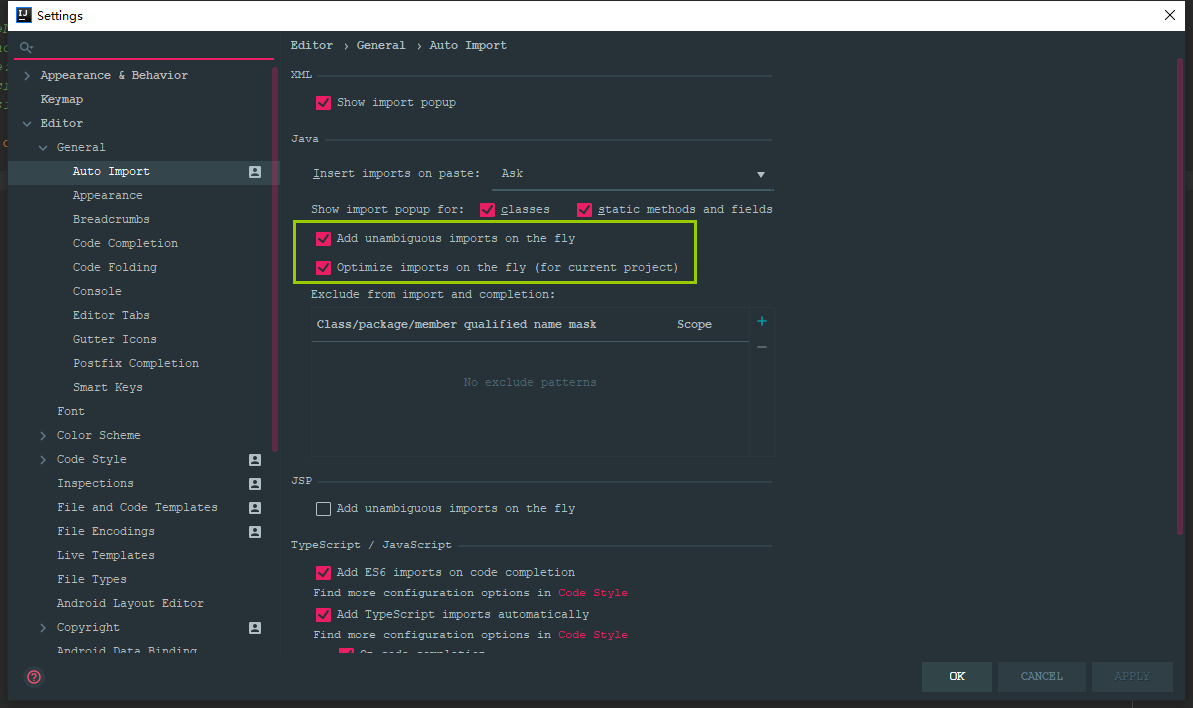 Settings
Appearance & Behavior
Keymap
Editor
General
Auto Import
Appearance
Breadcrumbs
Code Completion
Code Folding
Console
Editor Tabs
Gutter Icons
Postfix Completion
Smart Keys
Font
Color Scheme
Code Style
Inspections
File and Code Templates
File Encodings
Live Templates
File Types
Android Layout Editor
Copyright
Android Data Binding
Editor › General › Auto Import
XML
Show import popup
Java
Insert imports on paste: Ask
Show import popup for: classes static methods and fields
Add unambiguous imports on the fly
Optimize imports on the fly (for current project)
Exclude from import and completion:
Class/package/member qualified name mask Scope
No exclude patterns
JSP
Add unambiguous imports on the fly
TypeScript / JavaScript
Add ES6 imports on code completion
Find more configuration options in Code Style
Add TypeScript imports automatically
Find more configuration options in Code Style
On code completion
OK CANCEL APPLY